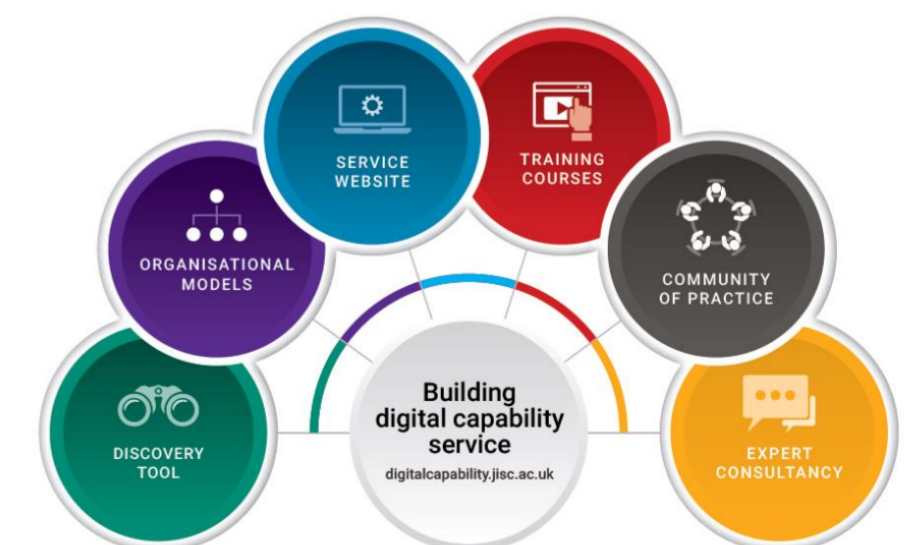 SERVICE
WEBSITE
TRAINING
COURSES
ORGANISATIONAL
MODELS
COMMUNITY
OF PRACTICE
Building
digital capability
service
digitalcapability.jisc.ac.uk
DISCOVERY
TOOL
EXPERT
CONSULTANCY